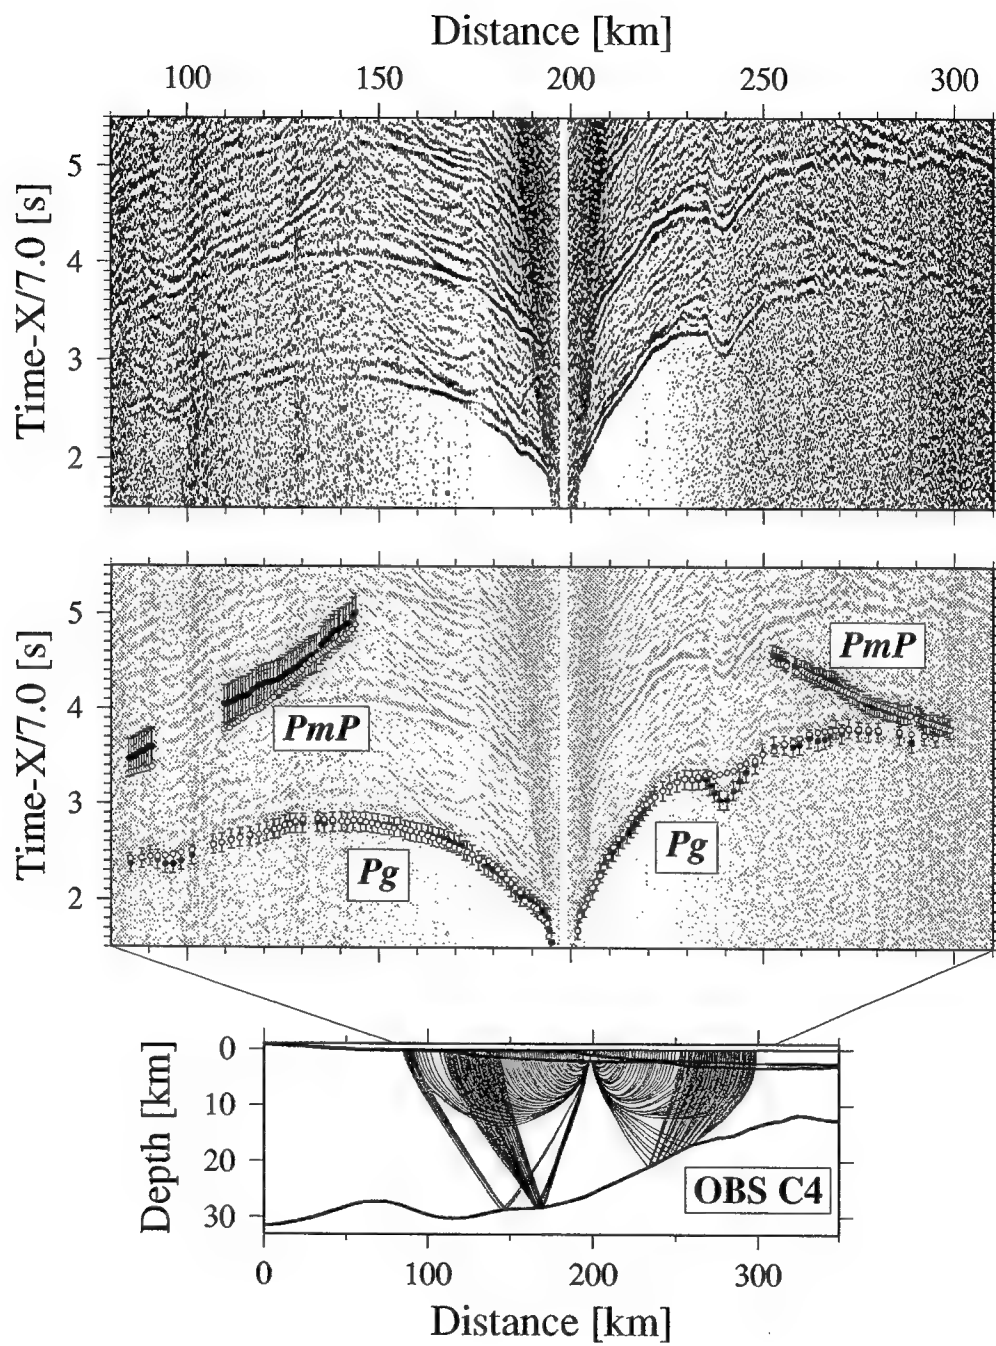 Distance [km]
100 150 200 250 300
Time-X/7.0 [s]
5
4
3
2
Time-X/7.0 [s]
5
4
3
2
PmP
PmP
Pg
Pg
Depth [km]
0
10
20
30
OBS C4
0 100 200 300
Distance [km]